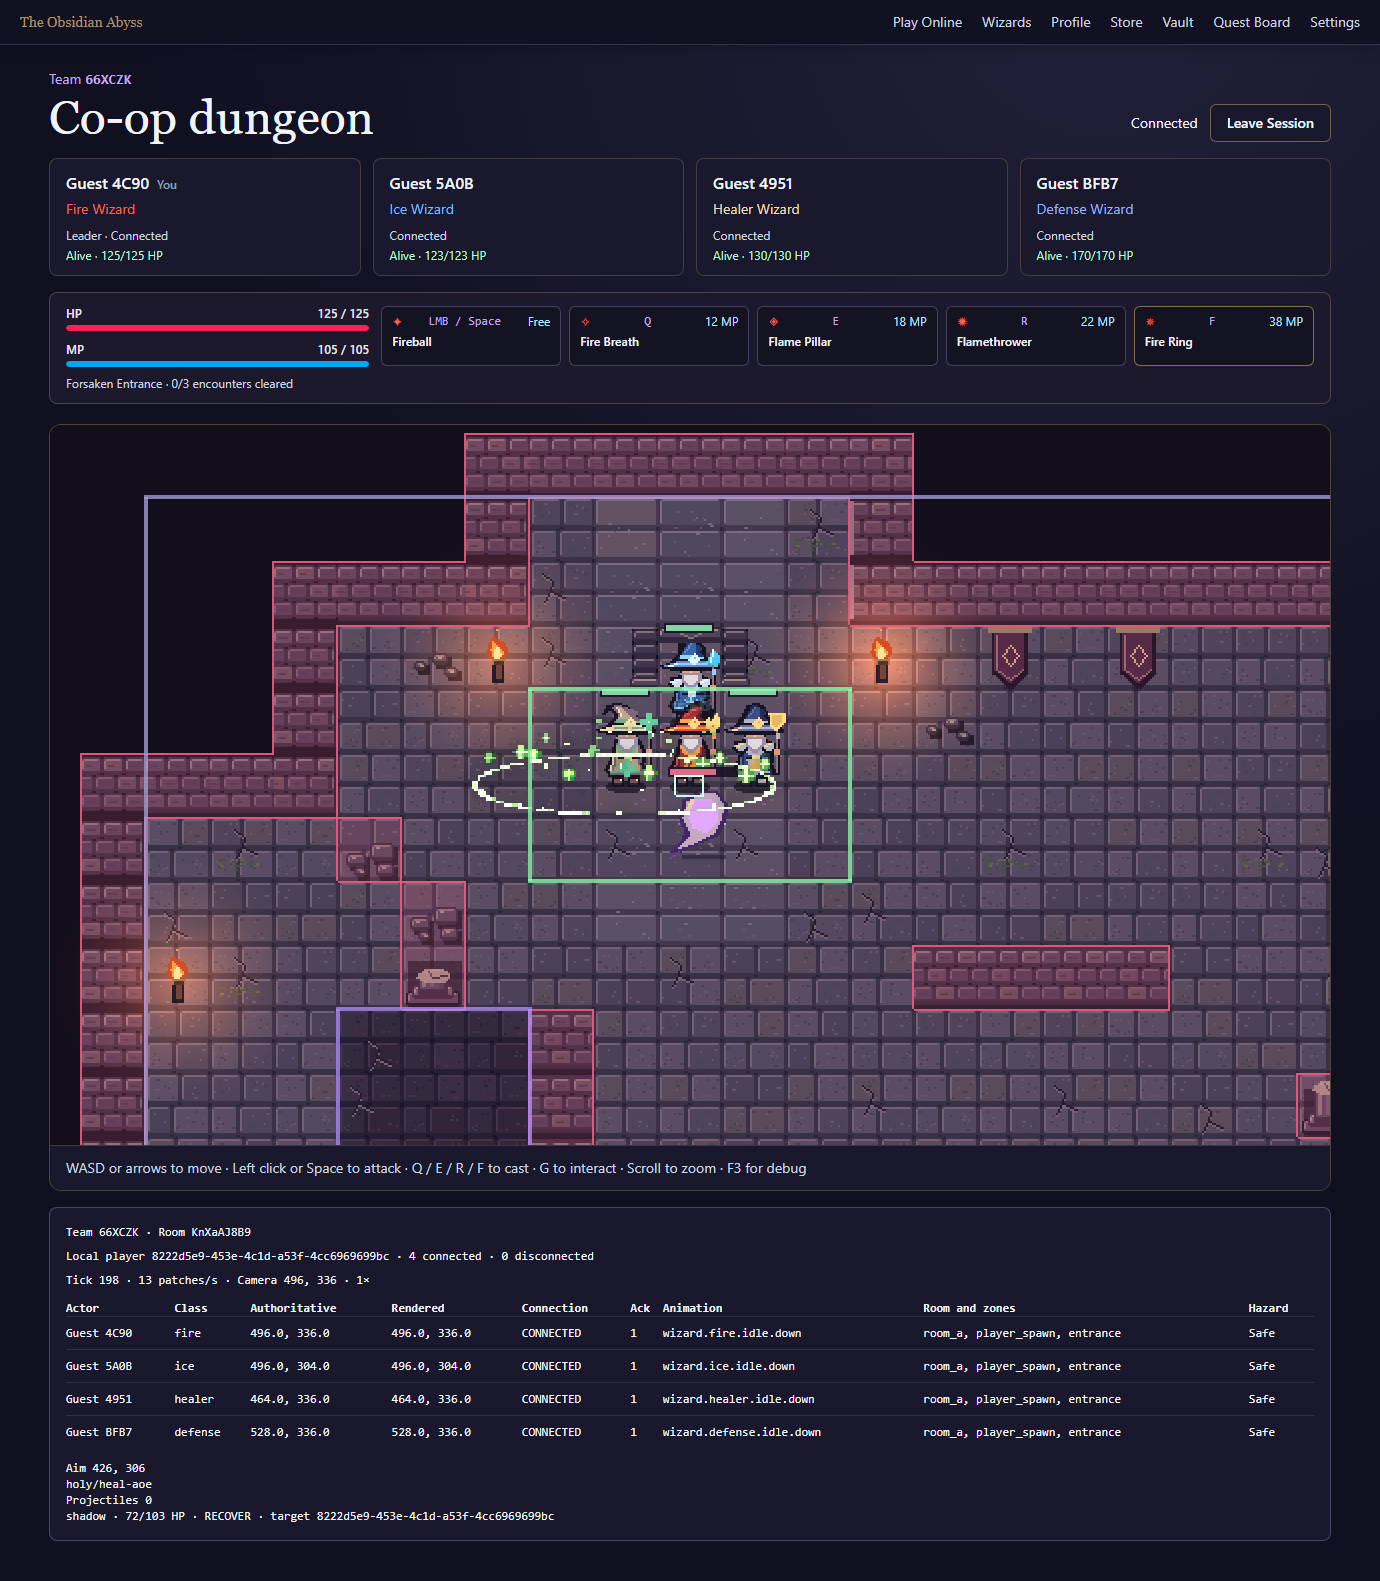 The Obsidian Abyss
Play Online Wizards Profile Store Vault Quest Board Settings
Team 66XCZK
Co-op dungeon
Connected Leave Session
Guest 4C90 You
Fire Wizard
Leader · Connected
Alive · 125/125 HP
Guest 5A0B
Ice Wizard
Connected
Alive · 123/123 HP
Guest 4951
Healer Wizard
Connected
Alive · 130/130 HP
Guest BFB7
Defense Wizard
Connected
Alive · 170/170 HP
HP 125 / 125
MP 105 / 105
Forsaken Entrance · 0/3 encounters cleared
LMB / Space Free
Fireball
Q 12 MP
Fire Breath
E 18 MP
Flame Pillar
R 22 MP
Flamethrower
F 38 MP
Fire Ring
WASD or arrows to move · Left click or Space to attack · Q / E / R / F to cast · G to interact · Scroll to zoom · F3 for debug
Team 66XCZK · Room KnXaAJ8B9
Local player 8222d5e9-453e-4c1d-a53f-4cc6969699bc · 4 connected · 0 disconnected
Tick 198 · 13 patches/s · Camera 496, 336 · 1×
Actor Class Authoritative Rendered Connection Ack Animation Room and zones Hazard
Guest 4C90 fire 496.0, 336.0 496.0, 336.0 CONNECTED 1 wizard.fire.idle.down room_a, player_spawn, entrance Safe
Guest 5A0B ice 496.0, 304.0 496.0, 304.0 CONNECTED 1 wizard.ice.idle.down room_a, player_spawn, entrance Safe
Guest 4951 healer 464.0, 336.0 464.0, 336.0 CONNECTED 1 wizard.healer.idle.down room_a, player_spawn, entrance Safe
Guest BFB7 defense 528.0, 336.0 528.0, 336.0 CONNECTED 1 wizard.defense.idle.down room_a, player_spawn, entrance Safe
Aim 426, 306
holy/heal-aoe
Projectiles 0
shadow · 72/103 HP · RECOVER · target 8222d5e9-453e-4c1d-a53f-4cc6969699bc